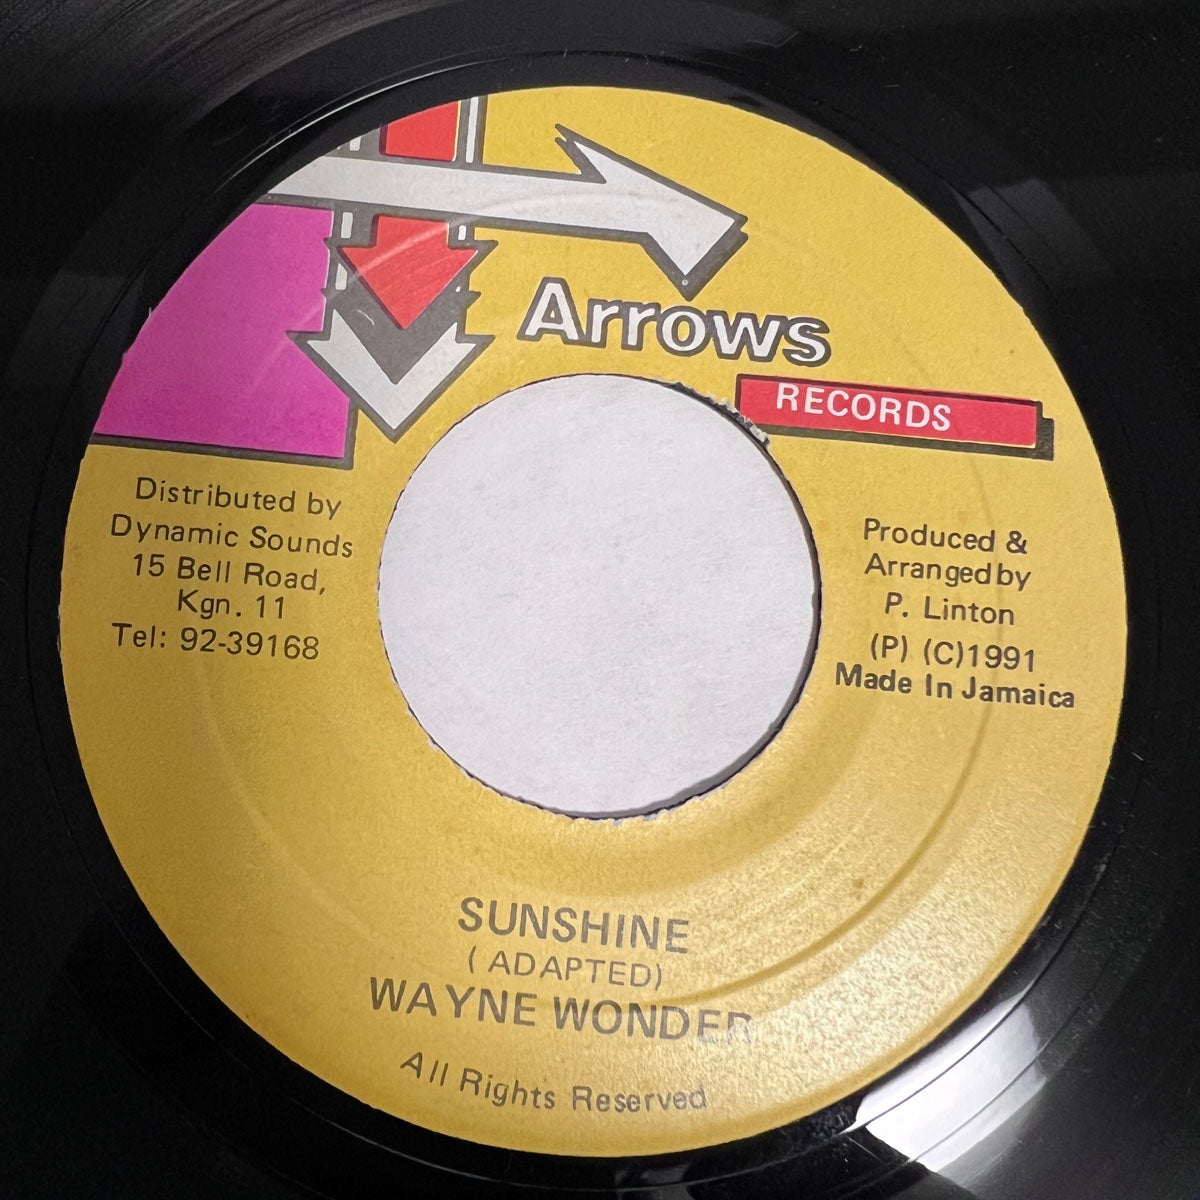 Arrows
RECORDS
Distributed by
Dynamic Sounds
15 Bell Road,
Kgn. 11
Tel: 92-39168
Produced &
Arranged by
P. Linton
(P) (C)1991
Made In Jamaica
SUNSHINE
(ADAPTED)
WAYNE WONDER
All Rights Reserved